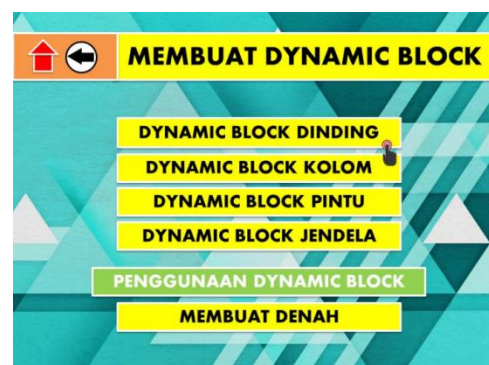 MEMBUAT DYNAMIC BLOCK
DYNAMIC BLOCK DINDING
DYNAMIC BLOCK KOLOM
DYNAMIC BLOCK PINTU
DYNAMIC BLOCK JENDELA
PENGGUNAAN DYNAMIC BLOCK
MEMBUAT DENAH